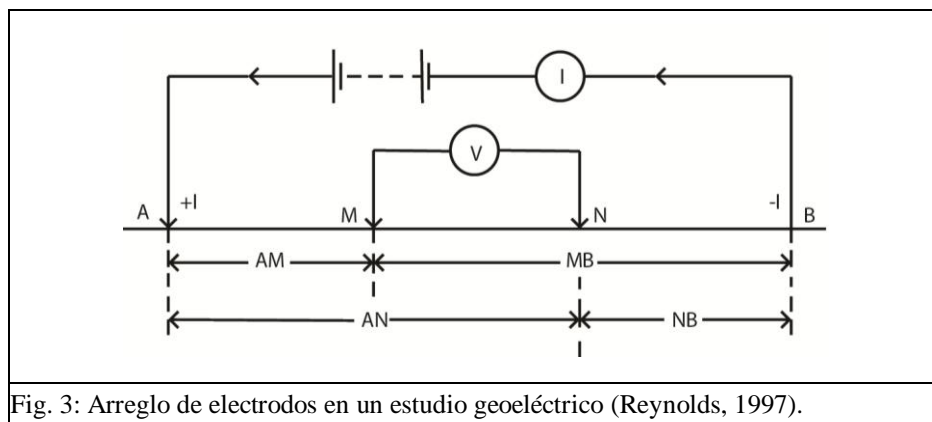 I
V
A
+I
M
N
-I
B
AM
MB
AN
NB
Fig. 3: Arreglo de electrodos en un estudio geoeléctrico (Reynolds, 1997).